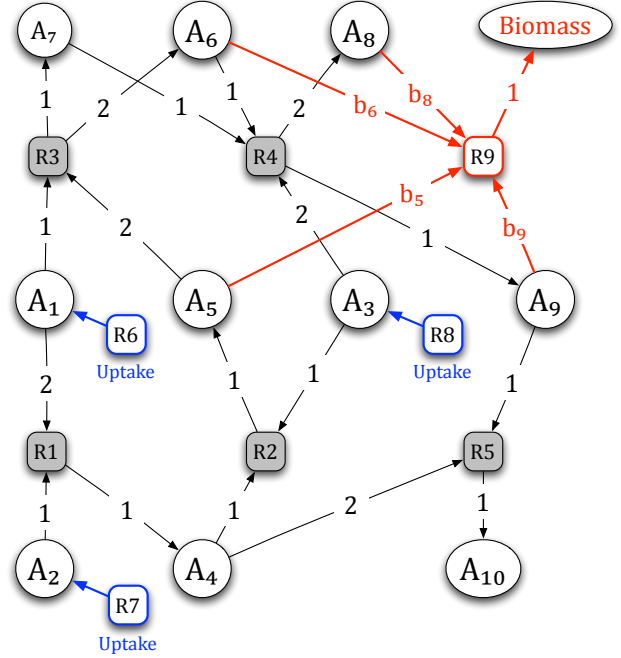 A₇
A₆
A₈
Biomass
1
2
1
1
2
b₆
b₈
1
R3
R4
R9
1
2
2
b₅
1
b₉
A₁
R6
Uptake
A₅
A₃
R8
Uptake
A₉
2
1
1
1
R1
R2
R5
1
1
1
2
1
A₂
R7
Uptake
A₄
A₁₀